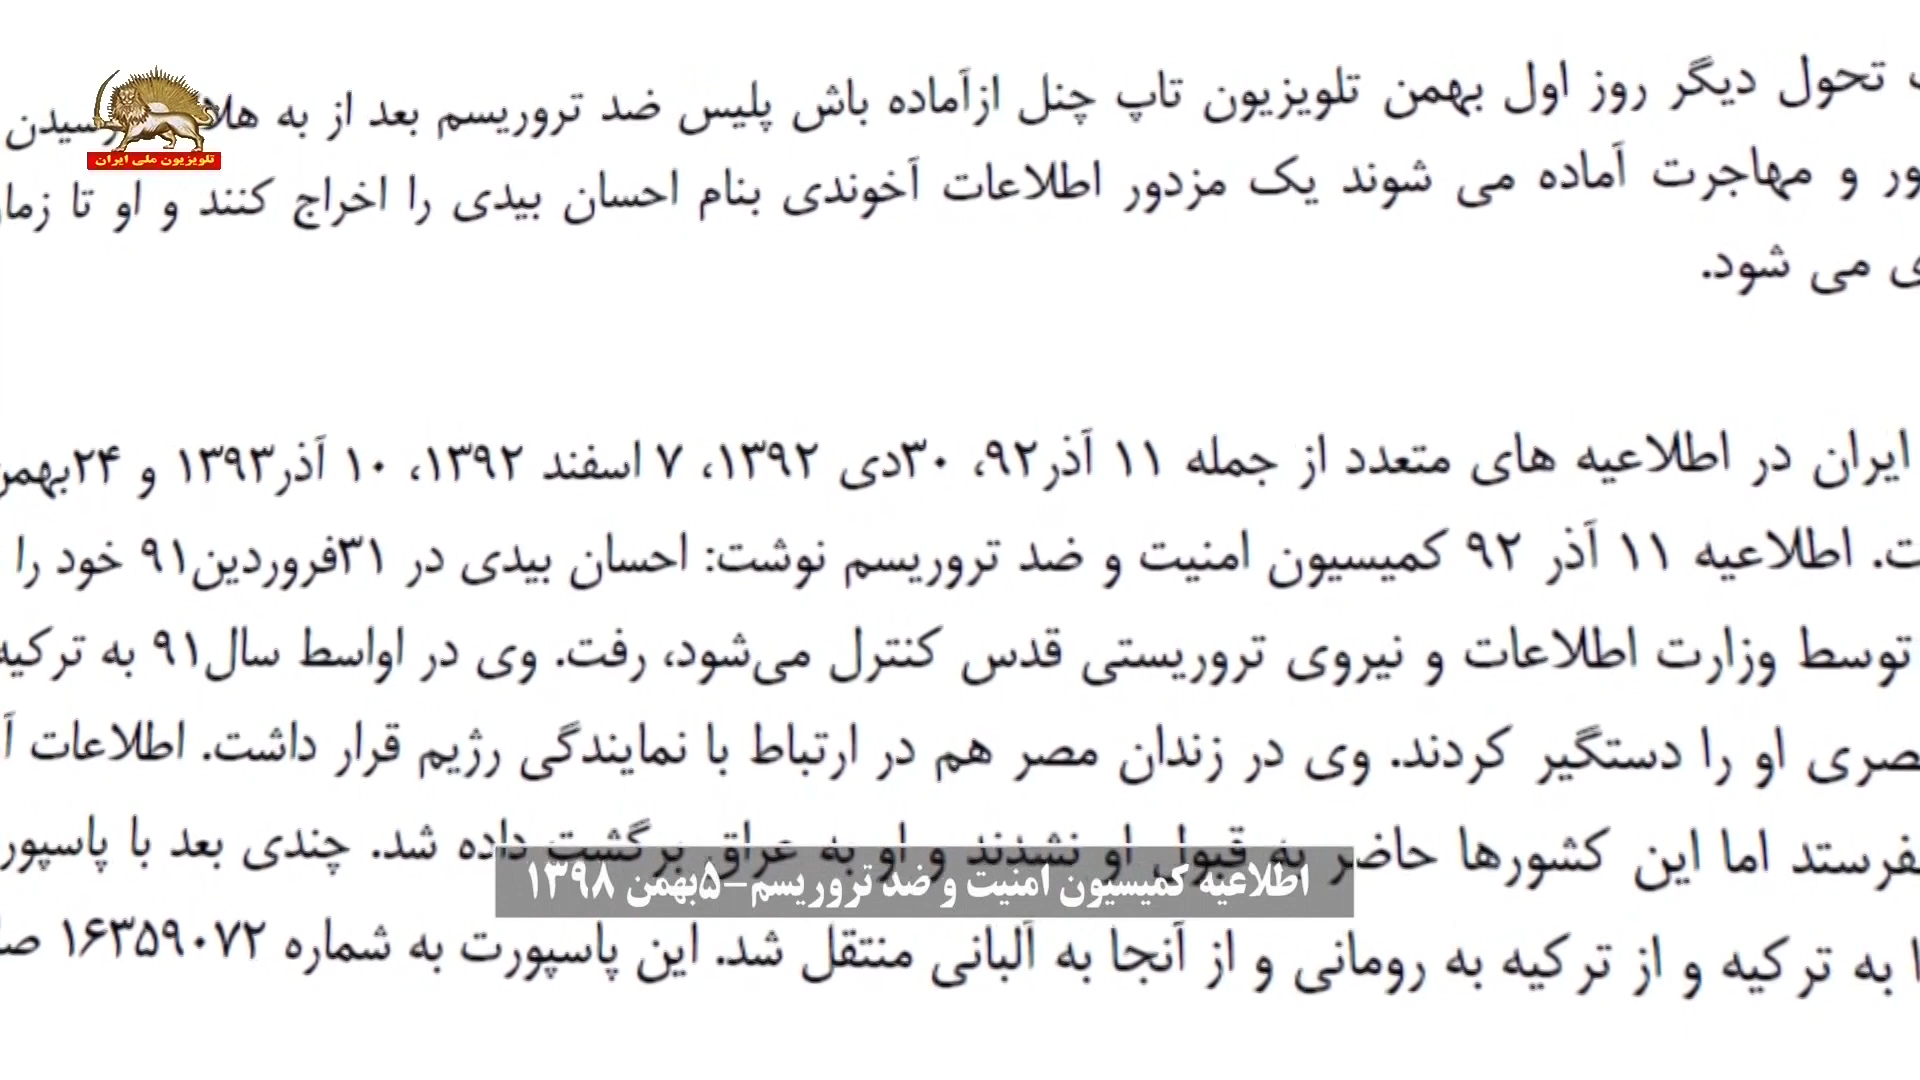 تحول دیگر روز اول بهمن تلویزیون تاپ چنل ازآماده باش پلیس ضد تروریسم بعد از به
تلویزیون ملی ایران
و مهاجرت آماده می شوند یک مزدور اطلاعات آخوندی بنام احسان بیدی را اخراج کنند و او تا
می شود.
ایران در اطلاعیه های متعدد از جمله ۱۱ آذر۹۲، ۳۰دی ۱۳۹۲، ۷ اسفند ۱۳۹۲، ۱۰ آذر۱۳۹۳ و ۲۴بهمن
اطلاعیه ۱۱ آذر ۹۲ کمیسیون امنیت و ضد تروریسم نوشت: احسان بیدی در ۳۱فروردین۹۱ خود را
توسط وزارت اطلاعات و نیروی تروریستی قدس کنترل می‌شود، رفت. وی در اواسط سال۹۱ به ترکیه
او را دستگیر کردند. وی در زندان مصر هم در ارتباط با نمایندگی رژیم قرار داشت. اطلاعات
اما این کشورها حاضر به قبول او نشدند و او به عراق برگشت داده شد. چندی بعد با
اطلاعیه کمیسیون امنیت و ضد تروریسم-۵بهمن ۱۳۹۸
به ترکیه و از ترکیه به رومانی و از آنجا به آلبانی منتقل شد. این پاسپورت به شماره ۱۶۳۵۹۰۷۲